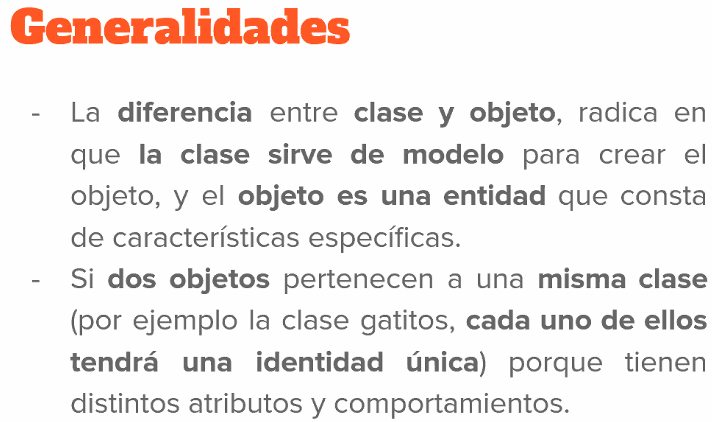 Generalidades
- La diferencia entre clase y objeto, radica en
que la clase sirve de modelo para crear el
objeto, y el objeto es una entidad que consta
de características específicas.
- Si dos objetos pertenecen a una misma clase
(por ejemplo la clase gatitos, cada uno de ellos
tendrá una identidad única) porque tienen
distintos atributos y comportamientos.